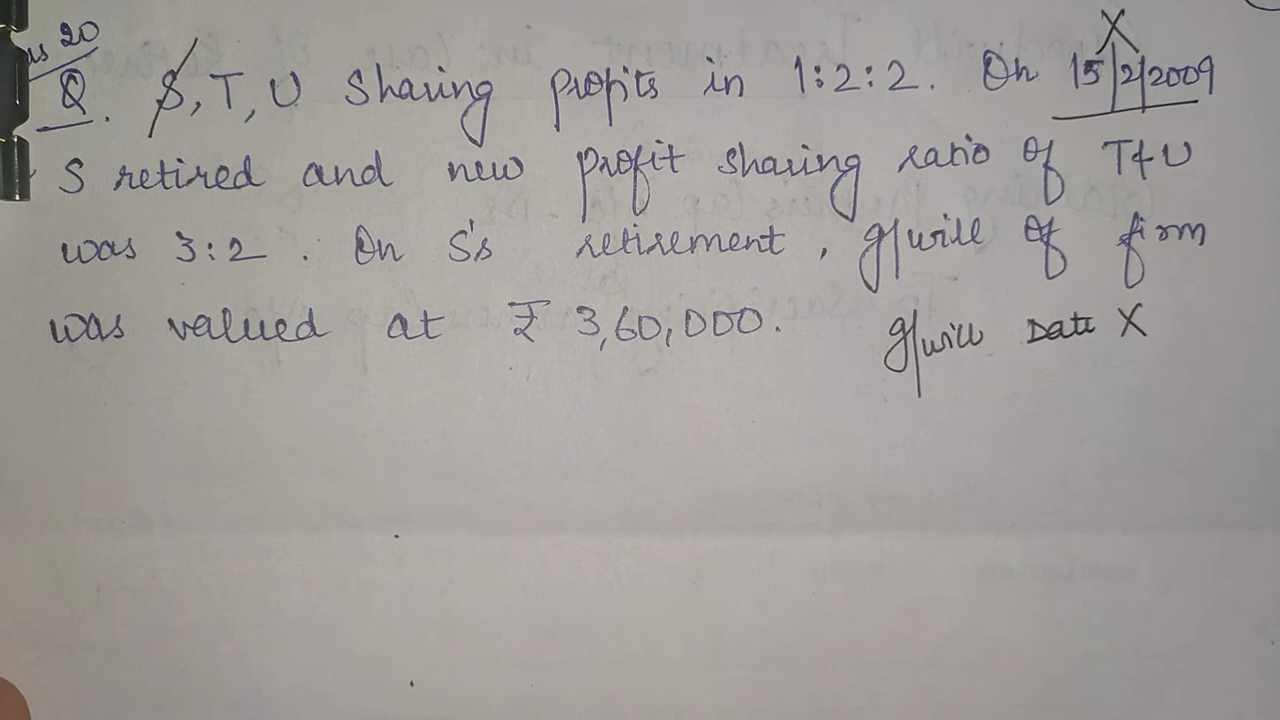 20
Q. S, T, U Sharing profits in 1:2:2. On 15/2/2009
X
S retired and new profit sharing ratio of T & U
was 3:2. On S's retirement, g/will of firm
was valued at ₹ 3,60,000.
g/will Date X